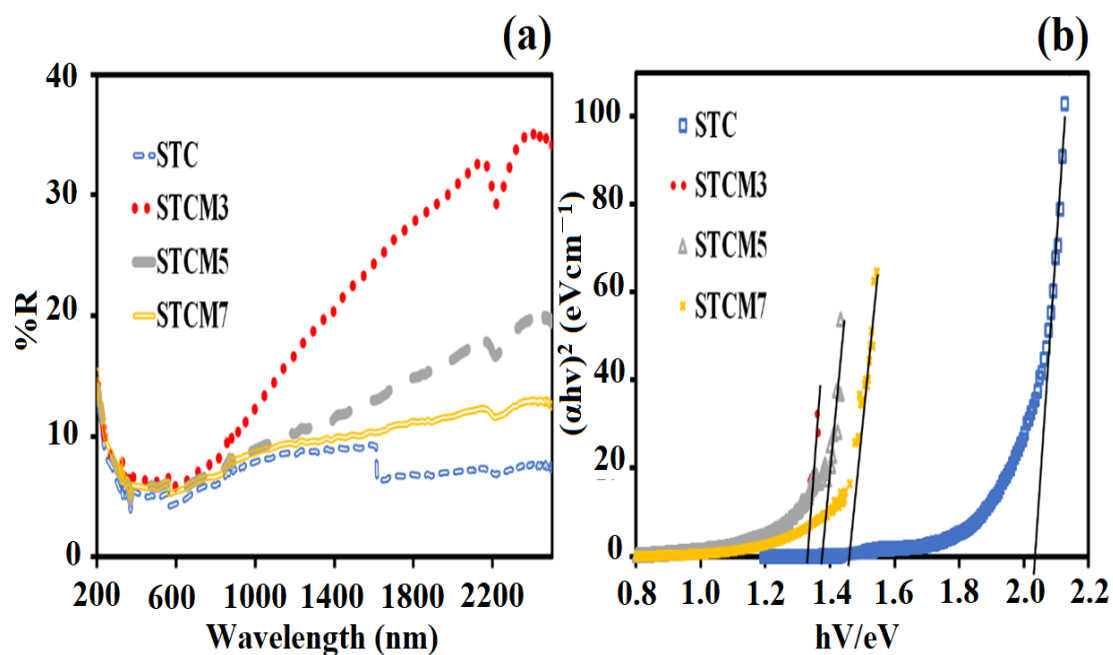 (a)
40
30
20
10
0
%R
STC
STCM3
STCM5
STCM7
200 600 1000 1400 1800 2200
Wavelength (nm)
(b)
100
80
60
40
20
0
(αhν)² (eVcm⁻¹)
STC
STCM3
STCM5
STCM7
0.8 1.0 1.2 1.4 1.6 1.8 2.0 2.2
hV/eV